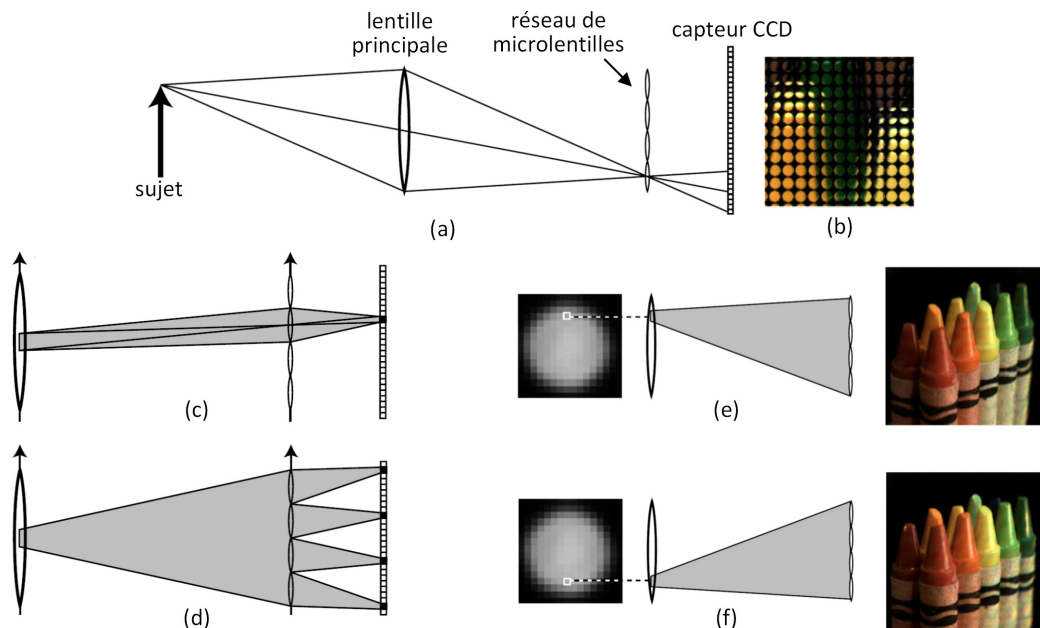 lentille
principale
réseau de
microlentilles
capteur CCD
sujet
(a)
(b)
(c)
(e)
(d)
(f)